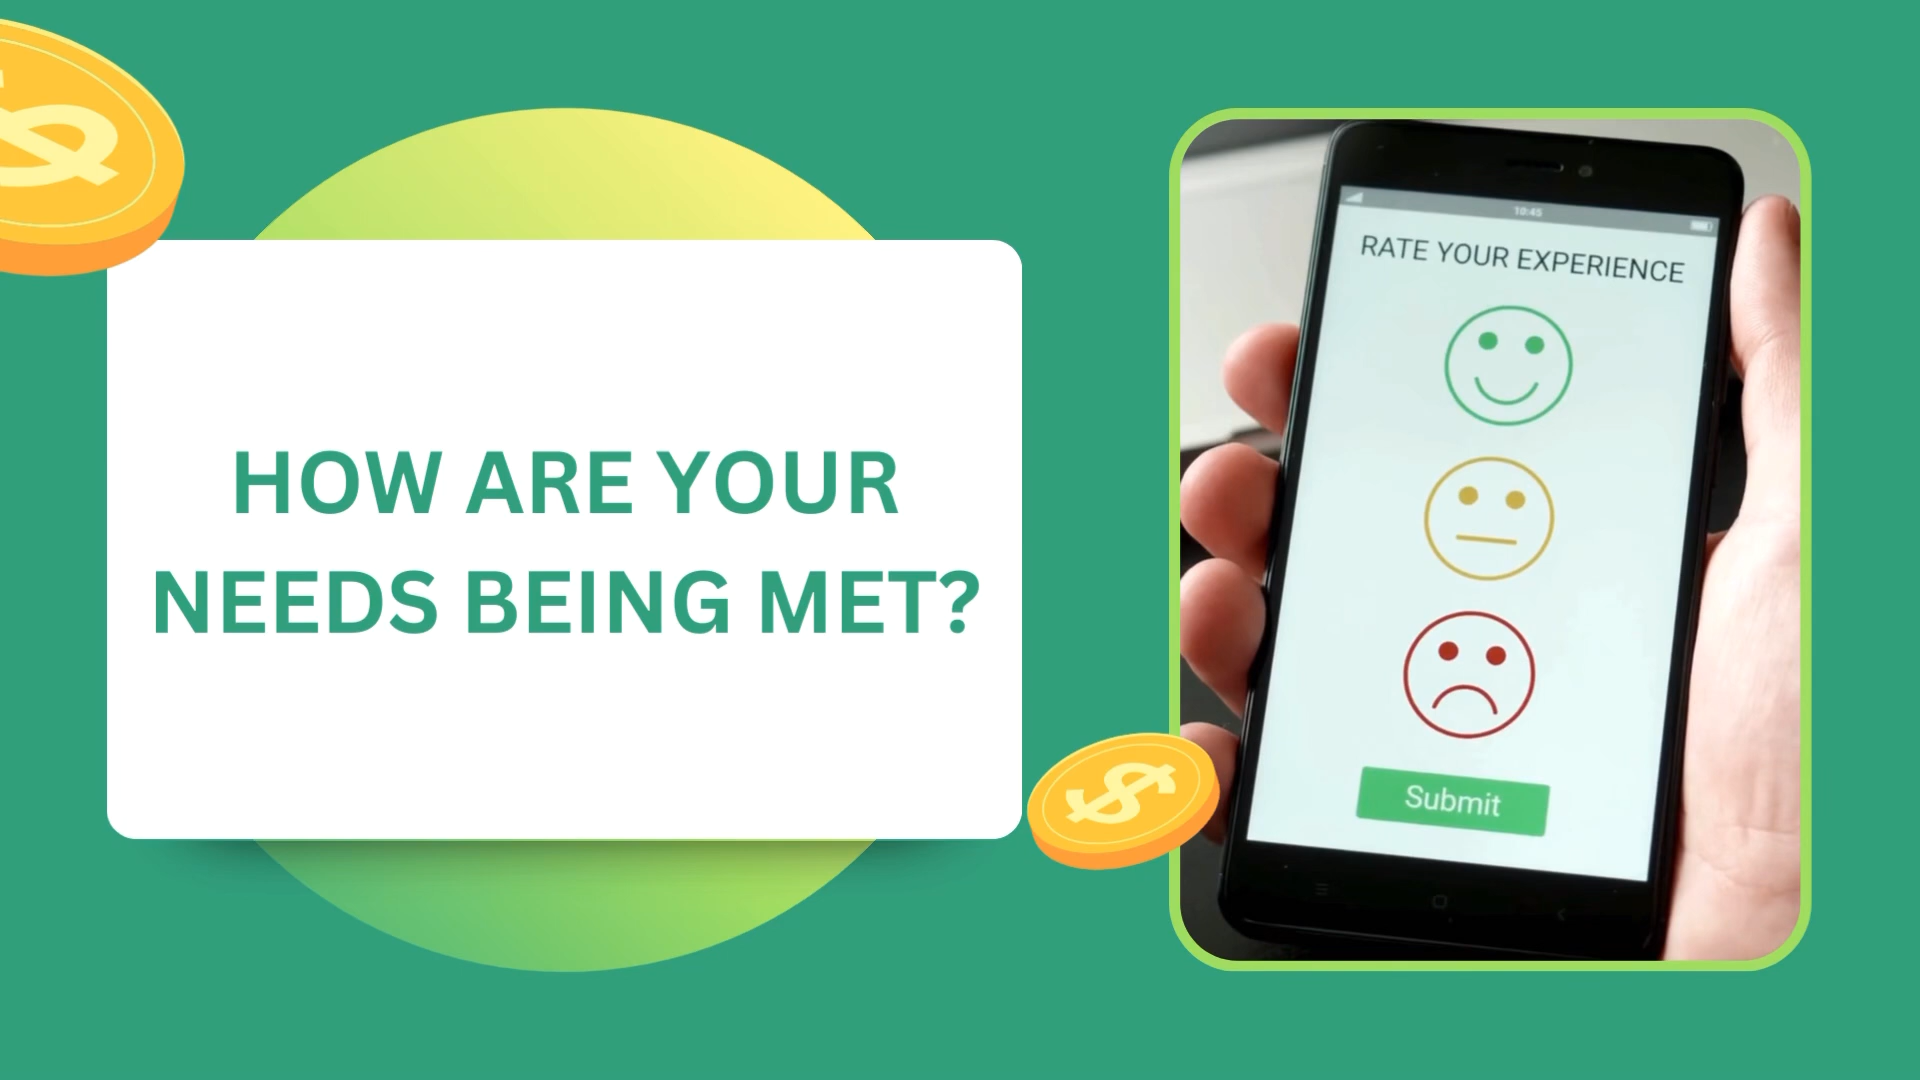 HOW ARE YOUR
NEEDS BEING MET?
10:45
RATE YOUR EXPERIENCE
Submit